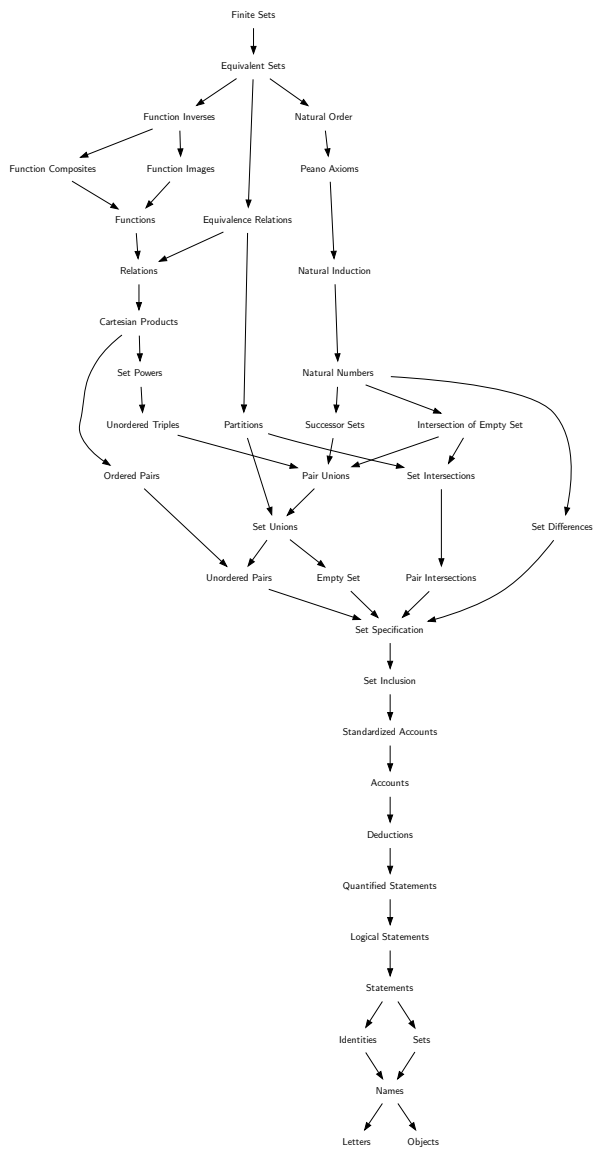 Finite Sets
Equivalent Sets
Function Inverses
Natural Order
Function Composites
Function Images
Peano Axioms
Functions
Equivalence Relations
Relations
Natural Induction
Cartesian Products
Set Powers
Natural Numbers
Unordered Triples
Partitions
Successor Sets
Intersection of Empty Set
Ordered Pairs
Pair Unions
Set Intersections
Set Unions
Set Differences
Unordered Pairs
Empty Set
Pair Intersections
Set Specification
Set Inclusion
Standardized Accounts
Accounts
Deductions
Quantified Statements
Logical Statements
Statements
Identities
Sets
Names
Letters
Objects